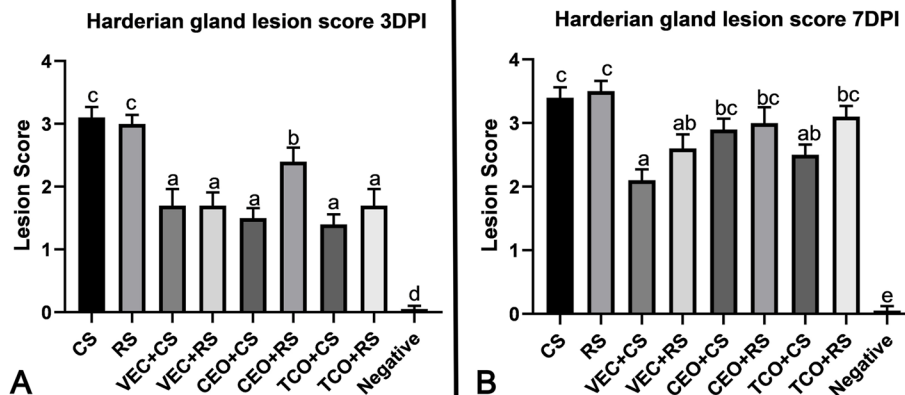 Harderian gland lesion score 3DPI
Lesion Score
4
3
2
1
0
c
c
a
a
a
b
a
a
d
CS
RS
VEC+CS
VEC+RS
CEO+CS
CEO+RS
TCO+CS
TCO+RS
Negative
A
Harderian gland lesion score 7DPI
Lesion Score
4
3
2
1
0
c
c
a
ab
bc
bc
ab
bc
e
CS
RS
VEC+CS
VEC+RS
CEO+CS
CEO+RS
TCO+CS
TCO+RS
Negative
B